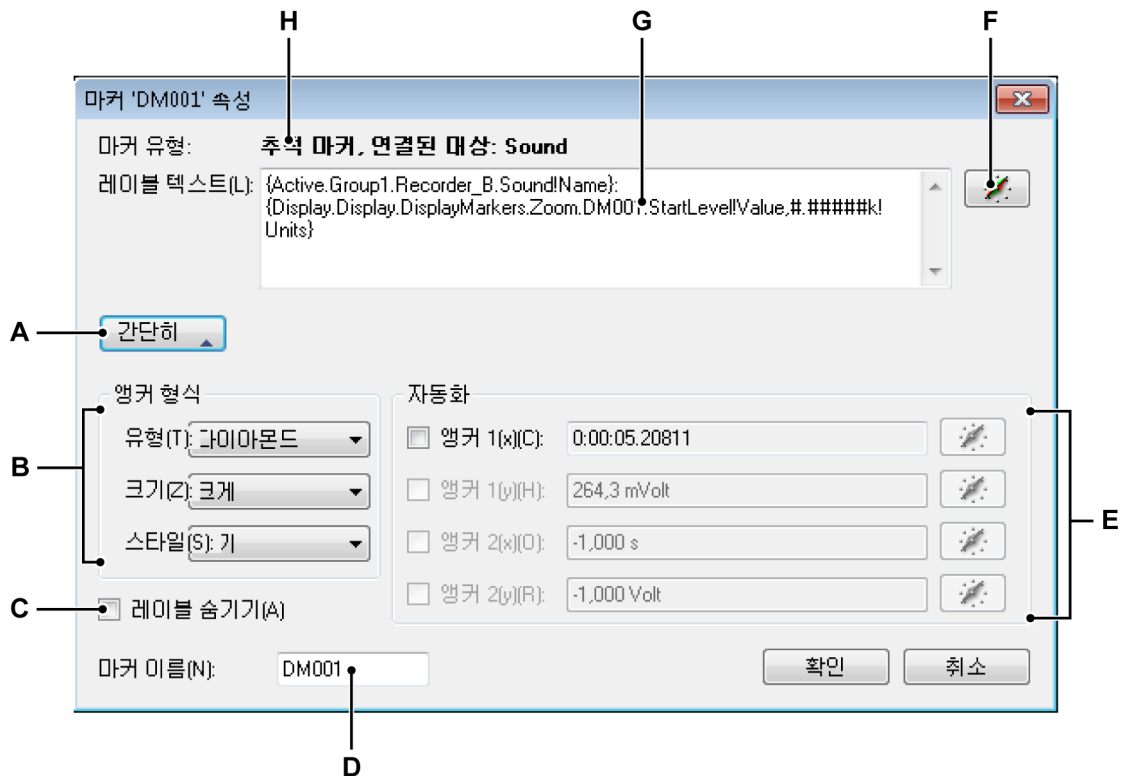 H G F
마커 'DM001' 속성
마커 유형: 추적 마커, 연결된 대상: Sound
레이블 텍스트(L): {Active.Group1.Recorder_B.Sound!Name}:
{Display.Display.DisplayMarkers.Zoom.DM001.StartLevel!Value,#.#####k!
Units}
A 간단히
앵커 형식 자동화
유형(T): 다이아몬드 앵커 1(x)(C): 0:00:05.20811
B 크기(Z): 크게 앵커 1(y)(H): 264,3 mVolt
E
스타일(S): 기 앵커 2(x)(O): -1,000 s
앵커 2(y)(R): -1,000 Volt
C 레이블 숨기기(A)
마커 이름(N): DM001 확인 취소
D